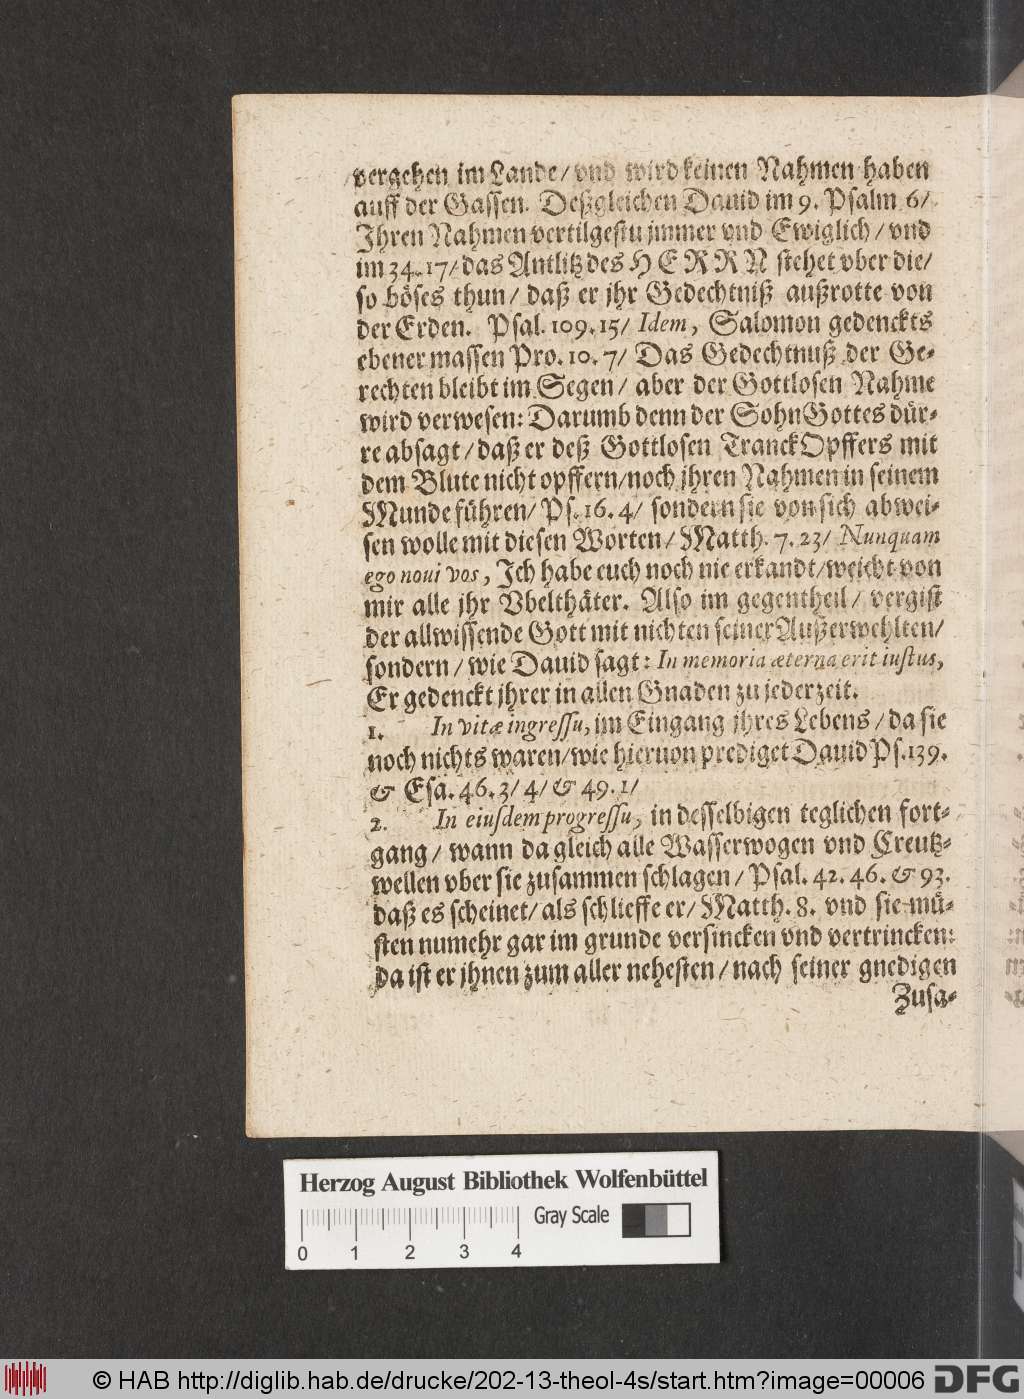 vergehen im Lande/ vnd wird keinen Nahmen haben
auff der Gassen. Deßgleichen Dauid im 9. Psalm 6/
Ihren Nahmen vertilgestu jmmer vnd Ewiglich/ vnd
im 34. 17/ das Antlitz des HERRN stehet vber die/
so böses thun/ daß er jhr Gedechtniß außrotte von
der Erden. Psal. 109. 15/ Idem, Salomon gedenckts
ebener massen Pro. 10. 7/ Das Gedechtnuß der Ge-
rechten bleibt im Segen/ aber der Gottlosen Nahme
wird verwesen: Darumb denn der Sohn Gottes dür-
re absagt/ daß er deß Gottlosen Tranck Opffers mit
dem Blute nicht opffern/ noch jhren Nahmen in seinem
Munde führen/ Ps. 16. 4/ sondern sie von sich abwei-
sen wolle mit diesen Worten/ Matth. 7. 23/ Nunquam
ego noui vos, Ich habe euch noch nie erkandt/ weicht von
mir alle jhr Vbelthäter. Also im gegentheil/ vergist
der allwissende Gott mit nichten seiner Außerwehlten/
sondern/ wie Dauid sagt: In memoria æterna erit iustus,
Er gedenckt jhrer in allen Gnaden zu jederzeit.
1. In vitæ ingressu, im Eingang jhres Lebens/ da sie
noch nichts waren/ wie hieruon prediget Dauid Ps. 139.
& Esa. 46. 3/ 4/ & 49. 1/
2. In eiusdem progressu, in desselbigen teglichen fort-
gang/ wann da gleich alle Wasserwogen vnd Creutz-
wellen vber sie zusammen schlagen/ Psal. 42. 46. & 93.
daß es scheinet/ als schlieffe er/ Matth. 8. vnd sie mü-
sten numehr gar im grunde versincken vnd vertrincken:
da ist er jhnen zum aller nehesten/ nach seiner gnedigen
Zusa-
Herzog August Bibliothek Wolfenbüttel
Gray Scale
0 1 2 3 4
© HAB http://diglib.hab.de/drucke/202-13-theol-4s/start.htm?image=00006
DFG